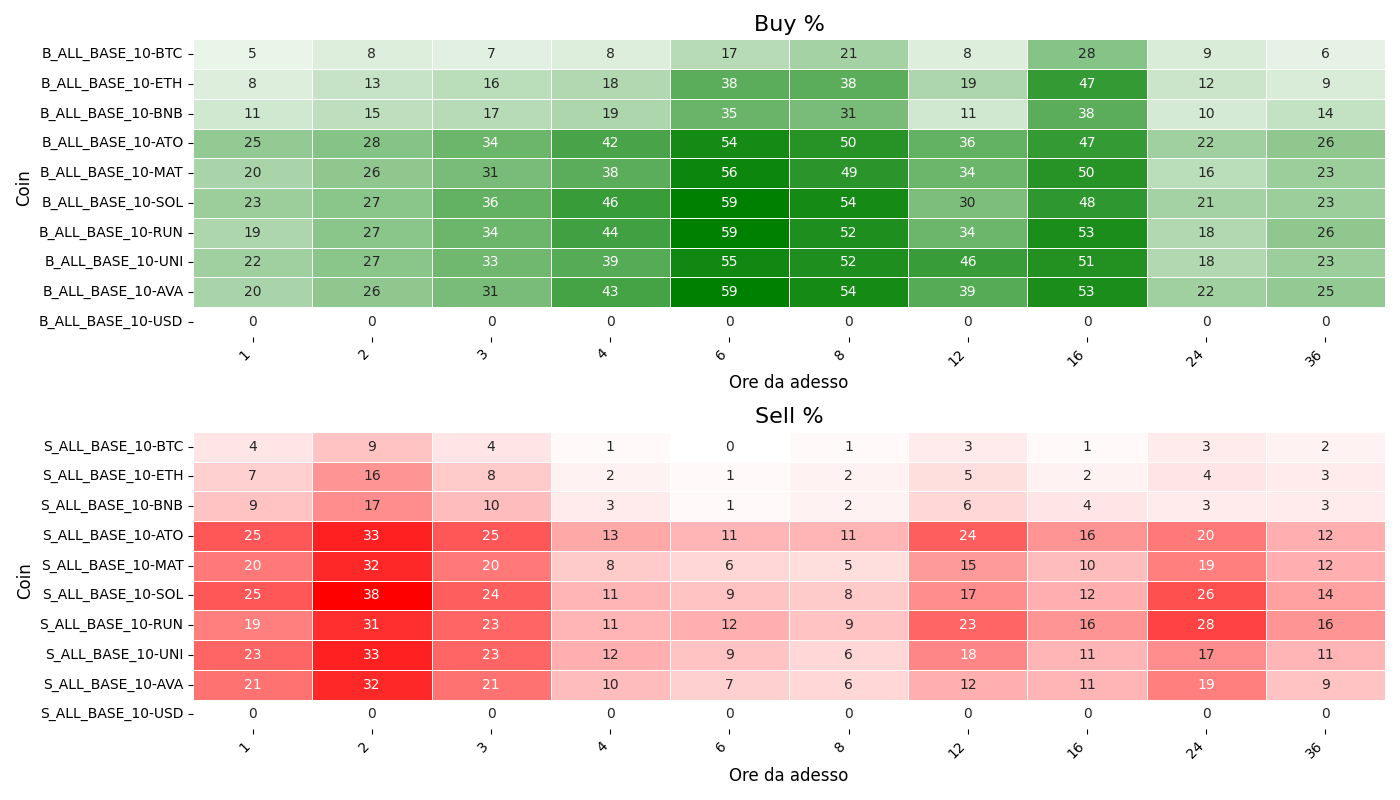 Buy %
Coin
B_ALL_BASE_10-BTC 5 8 7 8 17 21 8 28 9 6
B_ALL_BASE_10-ETH 8 13 16 18 38 38 19 47 12 9
B_ALL_BASE_10-BNB 11 15 17 19 35 31 11 38 10 14
B_ALL_BASE_10-ATO 25 28 34 42 54 50 36 47 22 26
B_ALL_BASE_10-MAT 20 26 31 38 56 49 34 50 16 23
B_ALL_BASE_10-SOL 23 27 36 46 59 54 30 48 21 23
B_ALL_BASE_10-RUN 19 27 34 44 59 52 34 53 18 26
B_ALL_BASE_10-UNI 22 27 33 39 55 52 46 51 18 23
B_ALL_BASE_10-AVA 20 26 31 43 59 54 39 53 22 25
B_ALL_BASE_10-USD 0 0 0 0 0 0 0 0 0 0
1 2 3 4 6 8 12 16 24 36
Ore da adesso
Sell %
Coin
S_ALL_BASE_10-BTC 4 9 4 1 0 1 3 1 3 2
S_ALL_BASE_10-ETH 7 16 8 2 1 2 5 2 4 3
S_ALL_BASE_10-BNB 9 17 10 3 1 2 6 4 3 3
S_ALL_BASE_10-ATO 25 33 25 13 11 11 24 16 20 12
S_ALL_BASE_10-MAT 20 32 20 8 6 5 15 10 19 12
S_ALL_BASE_10-SOL 25 38 24 11 9 8 17 12 26 14
S_ALL_BASE_10-RUN 19 31 23 11 12 9 23 16 28 16
S_ALL_BASE_10-UNI 23 33 23 12 9 6 18 11 17 11
S_ALL_BASE_10-AVA 21 32 21 10 7 6 12 11 19 9
S_ALL_BASE_10-USD 0 0 0 0 0 0 0 0 0 0
1 2 3 4 6 8 12 16 24 36
Ore da adesso